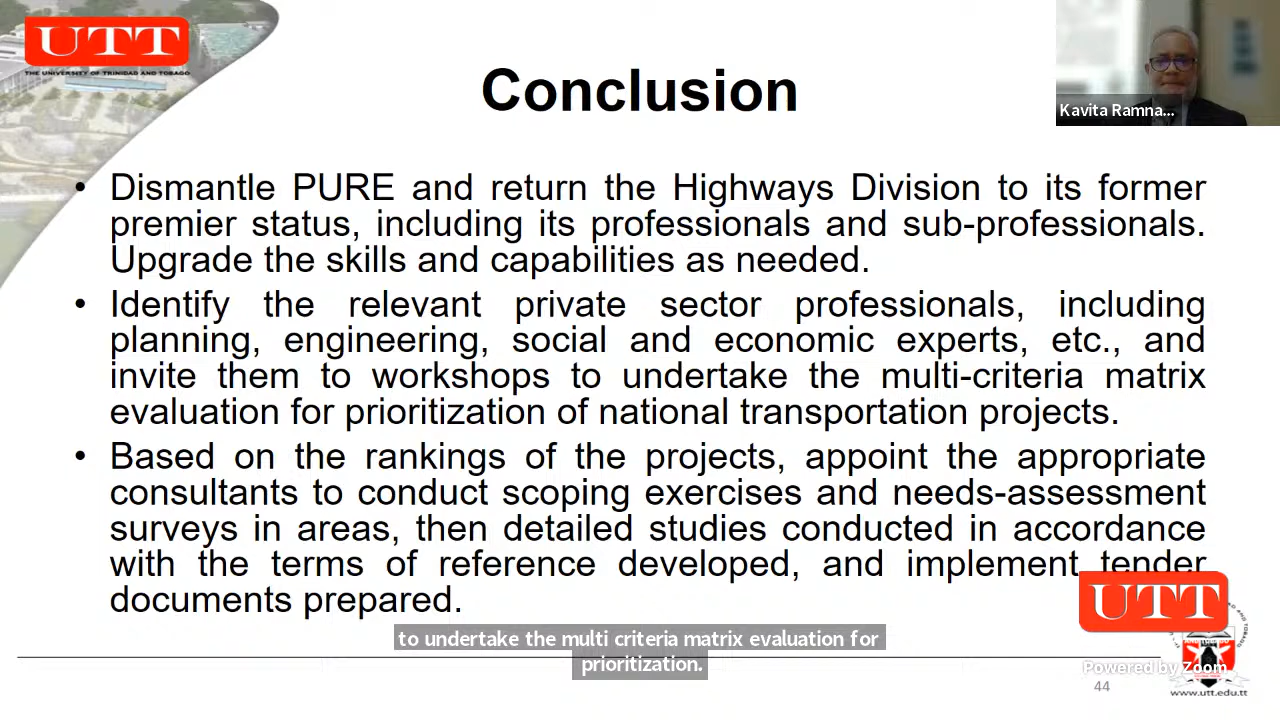 UTT
THE UNIVERSITY OF TRINIDAD AND TOBAGO
Conclusion
Kavita Ramna...
• Dismantle PURE and return the Highways Division to its former
premier status, including its professionals and sub-professionals.
Upgrade the skills and capabilities as needed.
• Identify the relevant private sector professionals, including
planning, engineering, social and economic experts, etc., and
invite them to workshops to undertake the multi-criteria matrix
evaluation for prioritization of national transportation projects.
• Based on the rankings of the projects, appoint the appropriate
consultants to conduct scoping exercises and needs-assessment
surveys in areas, then detailed studies conducted in accordance
with the terms of reference developed, and implement tender
documents prepared.
UTT
to undertake the multi criteria matrix evaluation for
prioritization.
Powered by Zoom
44
www.utt.edu.tt